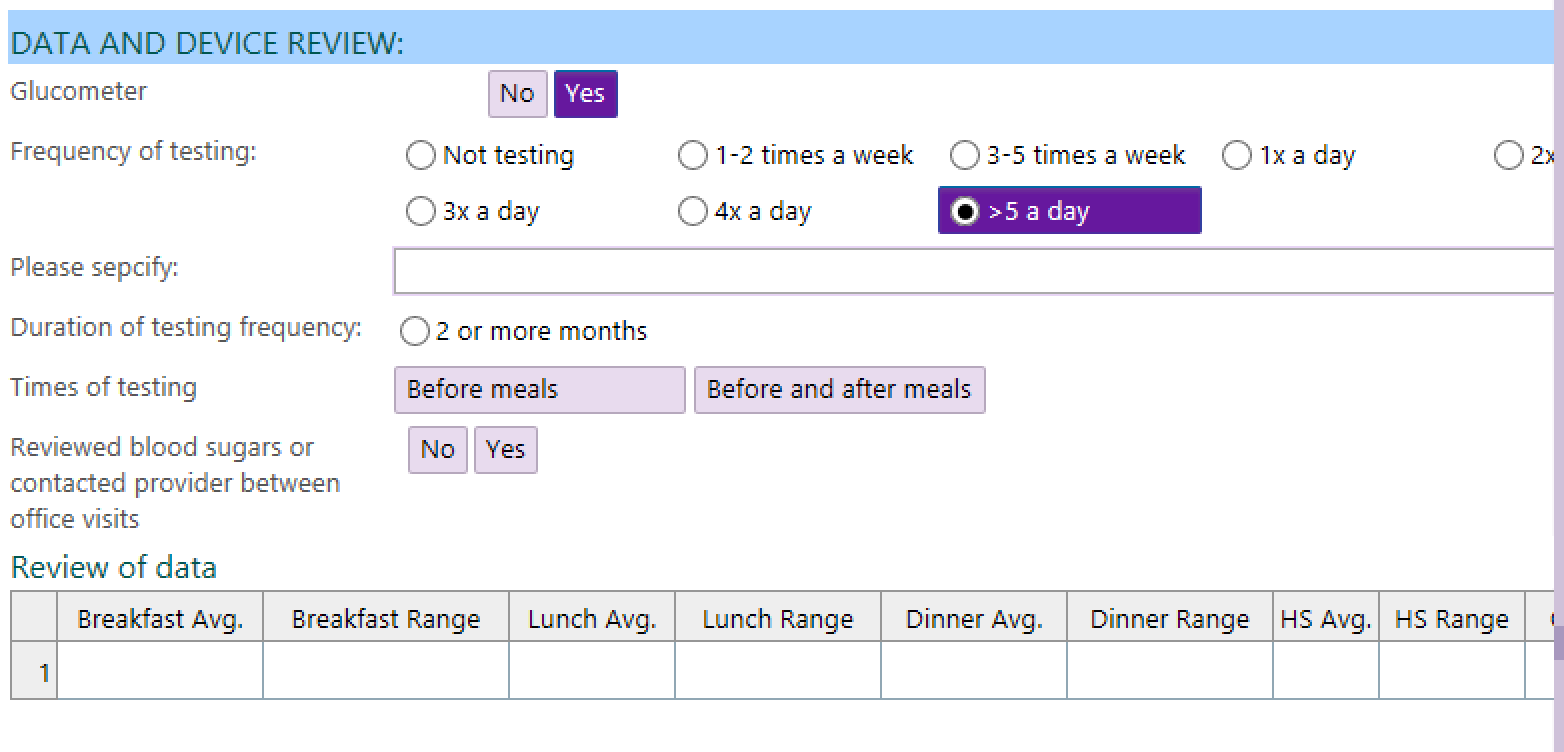 DATA AND DEVICE REVIEW:
Glucometer No Yes
Frequency of testing: Not testing 1-2 times a week 3-5 times a week 1x a day 2x
3x a day 4x a day >5 a day
Please sepcify:
Duration of testing frequency: 2 or more months
Times of testing Before meals Before and after meals
Reviewed blood sugars or No Yes
contacted provider between
office visits
Review of data
Breakfast Avg. Breakfast Range Lunch Avg. Lunch Range Dinner Avg. Dinner Range HS Avg. HS Range
1